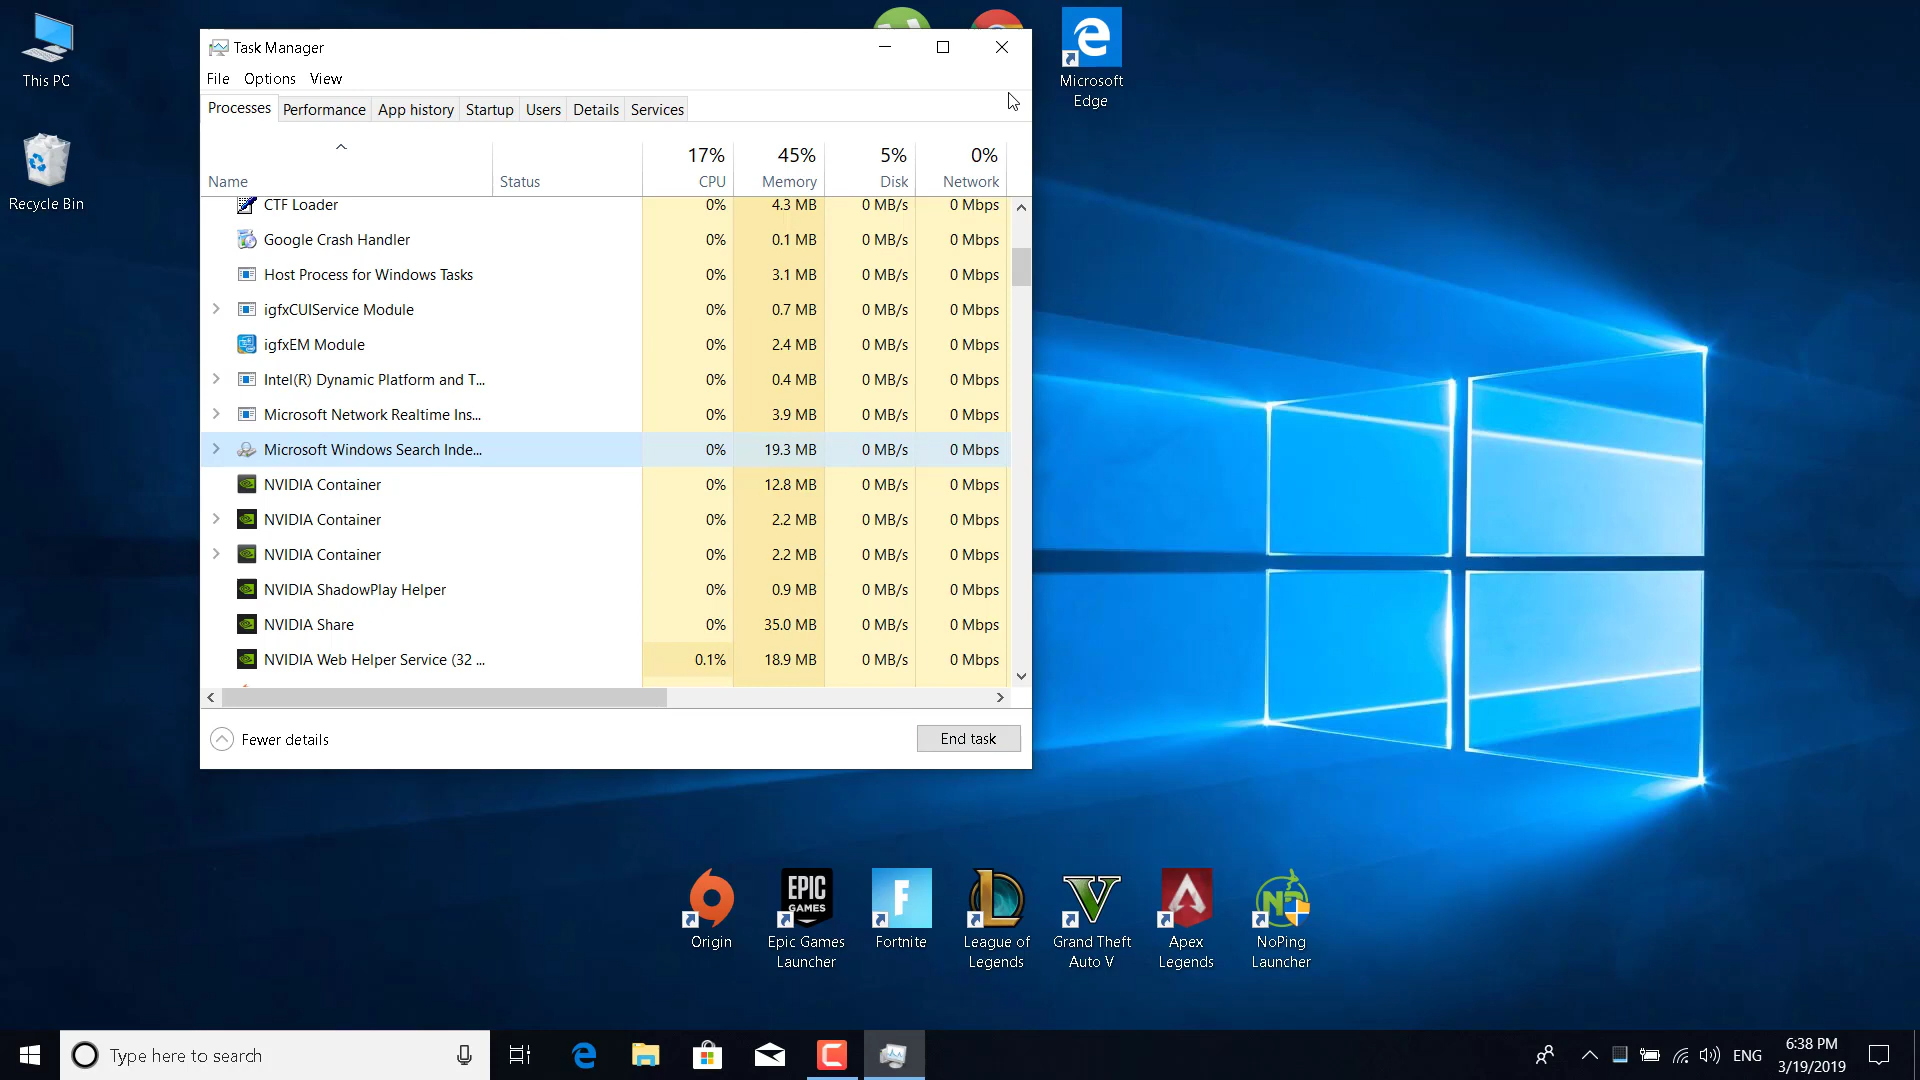 This PC
Recycle Bin
Microsoft
Edge
Task Manager
File Options View
Processes Performance App history Startup Users Details Services
17% 45% 5% 0%
Name Status CPU Memory Disk Network
CTF Loader 0% 4.3 MB 0 MB/s 0 Mbps
Google Crash Handler 0% 0.1 MB 0 MB/s 0 Mbps
Host Process for Windows Tasks 0% 3.1 MB 0 MB/s 0 Mbps
igfxCUIService Module 0% 0.7 MB 0 MB/s 0 Mbps
igfxEM Module 0% 2.4 MB 0 MB/s 0 Mbps
Intel(R) Dynamic Platform and T... 0% 0.4 MB 0 MB/s 0 Mbps
Microsoft Network Realtime Ins... 0% 3.9 MB 0 MB/s 0 Mbps
Microsoft Windows Search Inde... 0% 19.3 MB 0 MB/s 0 Mbps
NVIDIA Container 0% 12.8 MB 0 MB/s 0 Mbps
NVIDIA Container 0% 2.2 MB 0 MB/s 0 Mbps
NVIDIA Container 0% 2.2 MB 0 MB/s 0 Mbps
NVIDIA ShadowPlay Helper 0% 0.9 MB 0 MB/s 0 Mbps
NVIDIA Share 0% 35.0 MB 0 MB/s 0 Mbps
NVIDIA Web Helper Service (32 ... 0.1% 18.9 MB 0 MB/s 0 Mbps
Fewer details
End task
EPIC
GAMES
F
Origin
Epic Games
Launcher
Fortnite
League of
Legends
Grand Theft
Auto V
Apex
Legends
NoPing
Launcher
Type here to search
ENG
6:38 PM
3/19/2019